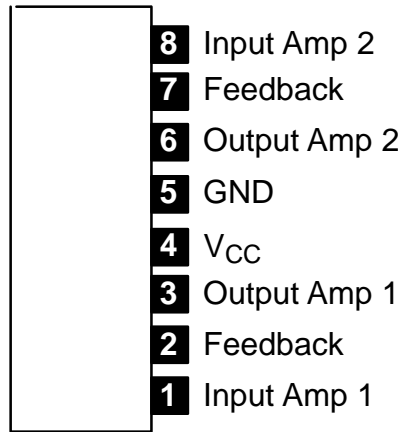 8 Input Amp 2
7 Feedback
6 Output Amp 2
5 GND
4 VCC
3 Output Amp 1
2 Feedback
1 Input Amp 1